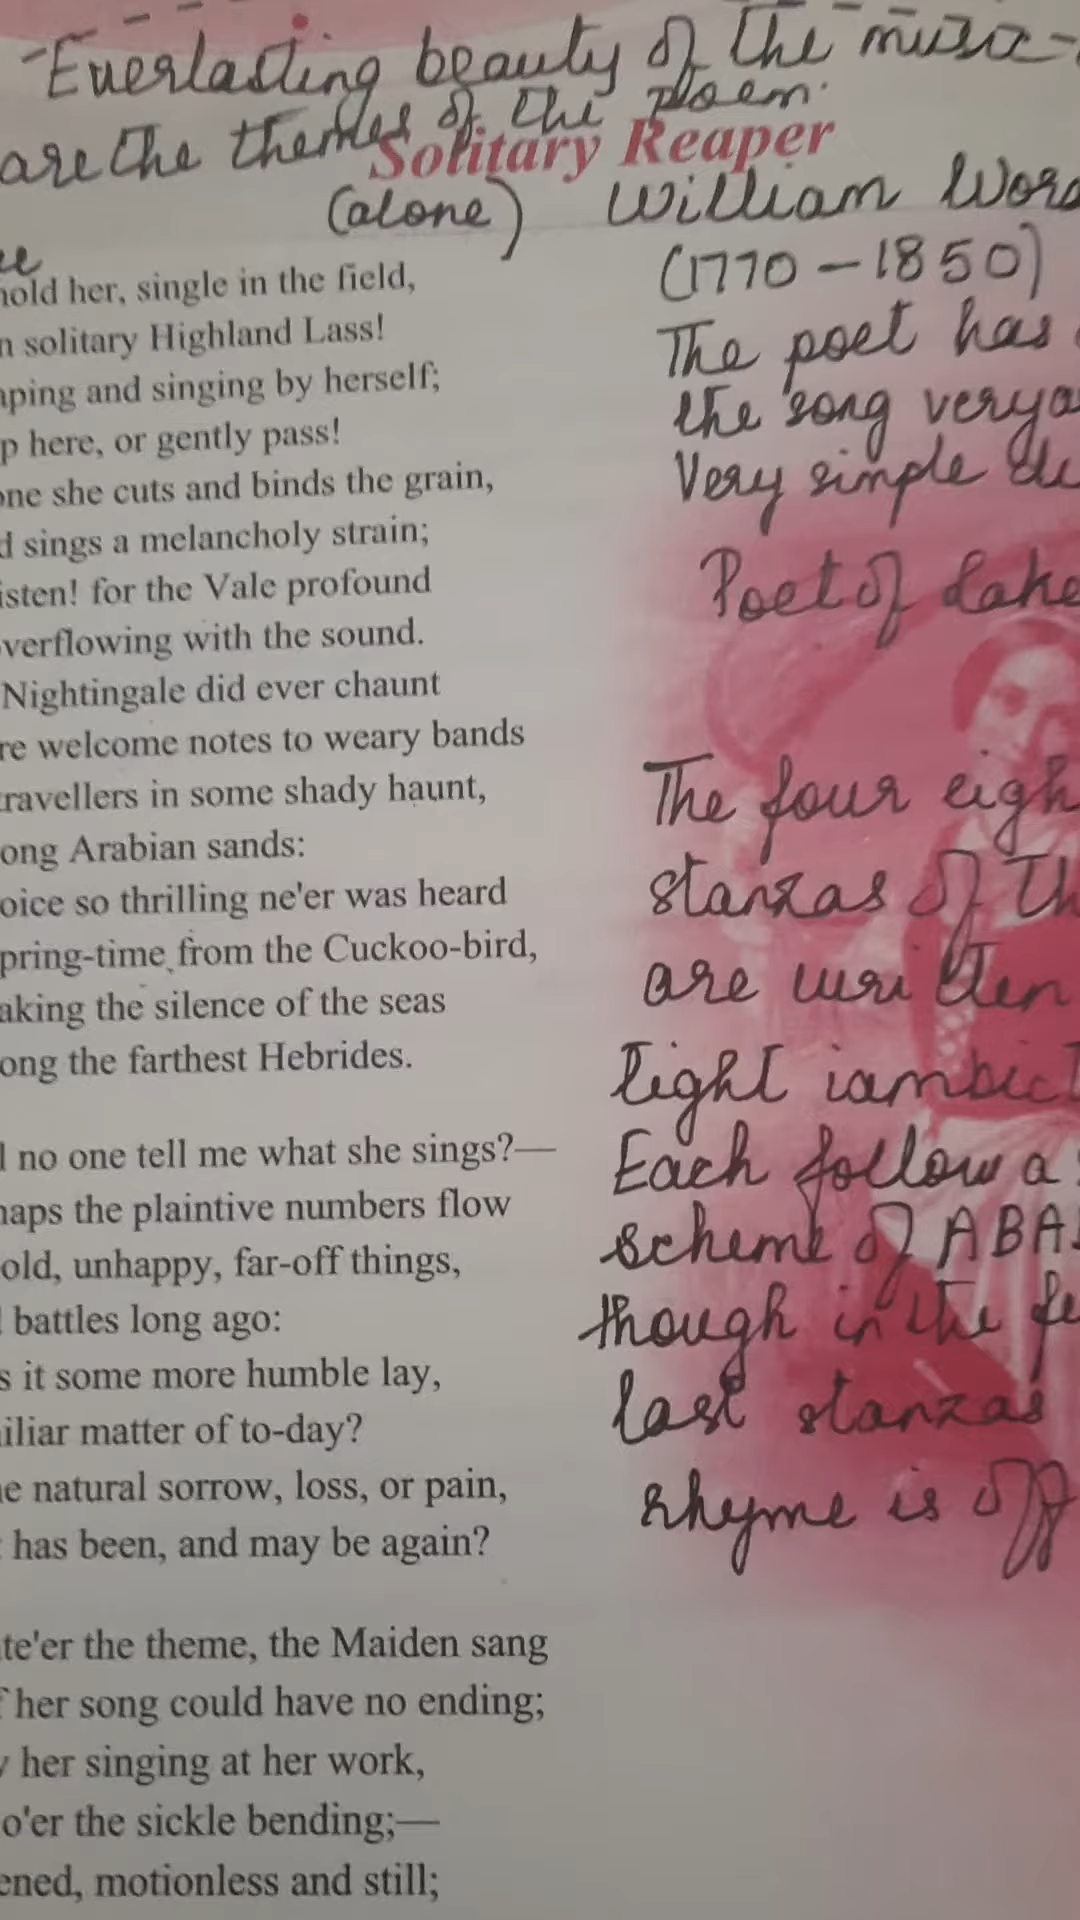 Everlasting beauty of the music
are the themes of the poem.
Solitary Reaper
(alone) William Wor
(1770-1850)
hold her, single in the field,
n solitary Highland Lass!
aping and singing by herself;
p here, or gently pass!
one she cuts and binds the grain,
d sings a melancholy strain;
isten! for the Vale profound
verflowing with the sound.
Nightingale did ever chaunt
re welcome notes to weary bands
travellers in some shady haunt,
ong Arabian sands:
oice so thrilling ne'er was heard
pring-time from the Cuckoo-bird,
aking the silence of the seas
ong the farthest Hebrides.
l no one tell me what she sings?—
haps the plaintive numbers flow
old, unhappy, far-off things,
battles long ago:
s it some more humble lay,
iliar matter of to-day?
e natural sorrow, loss, or pain,
has been, and may be again?
te'er the theme, the Maiden sang
f her song could have no ending;
her singing at her work,
o'er the sickle bending;—
ened, motionless and still;
The poet has
the song very
Very simple
Poet of Lake
The four eigh
stanzas of th
are written
tight iambic
Each follow a
scheme of ABA
though in the
last stanzas
rhyme is off